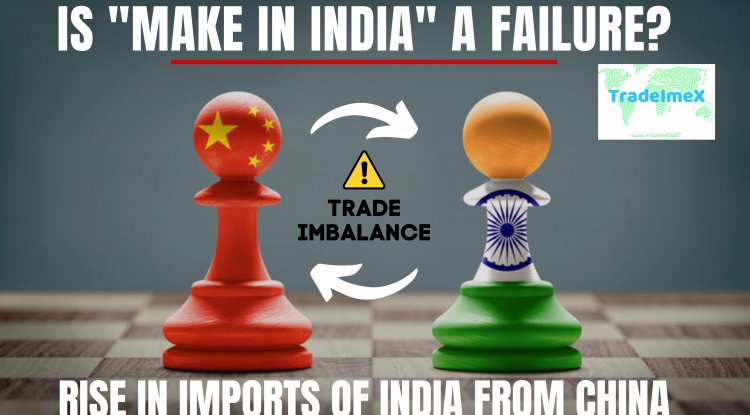 IS "MAKE IN INDIA" A FAILURE?
TradeImeX
TRADE
IMBALANCE
RISE IN IMPORTS OF INDIA FROM CHINA